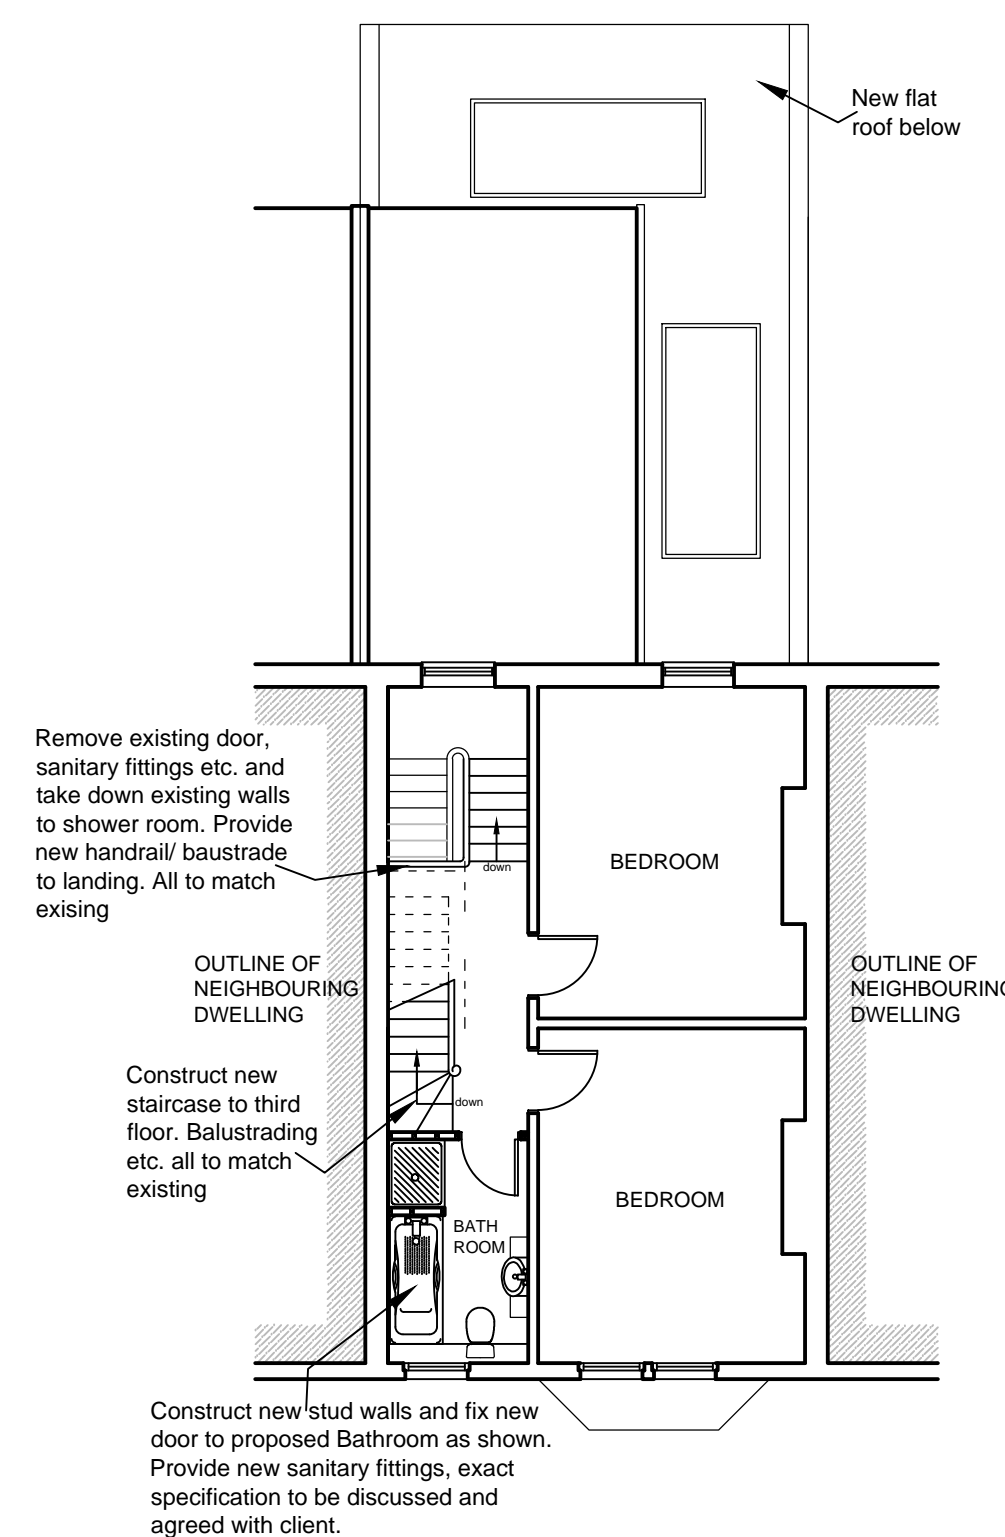 New flat
roof below
Remove existing door,
sanitary fittings etc. and
take down existing walls
to shower room. Provide
new handrail/ baustrade
to landing. All to match
exising
down
BEDROOM
OUTLINE OF
NEIGHBOURING
DWELLING
OUTLINE OF
NEIGHBOURING
DWELLING
Construct new
staircase to third
floor. Balustrading
etc. all to match
existing
down
BEDROOM
BATH
ROOM
Construct new stud walls and fix new
door to proposed Bathroom as shown.
Provide new sanitary fittings, exact
specification to be discussed and
agreed with client.